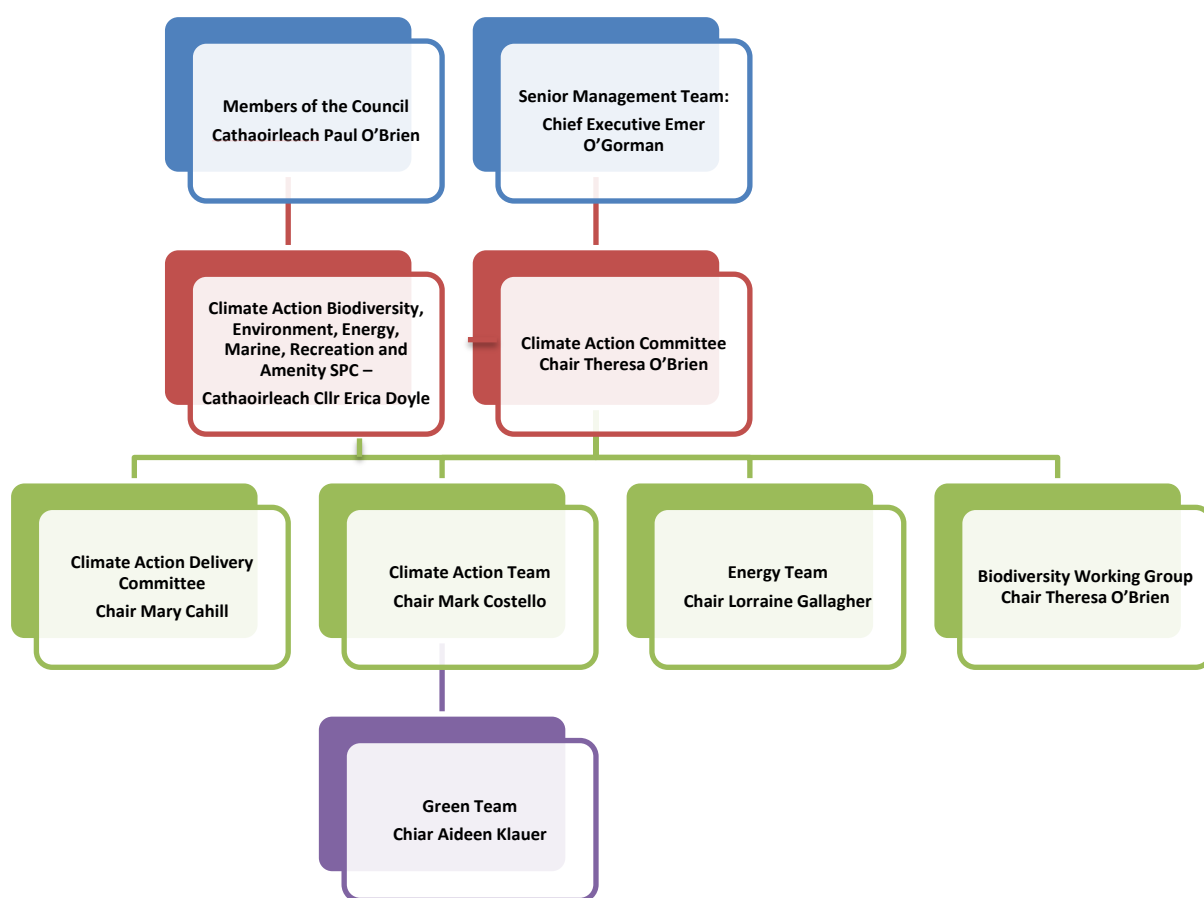 Members of the Council
Cathaoirleach Paul O’Brien
Senior Management Team:
Chief Executive Emer
O’Gorman
Climate Action Biodiversity,
Environment, Energy,
Marine, Recreation and
Amenity SPC –
Cathaoirleach Cllr Erica Doyle
Climate Action Committee
Chair Theresa O’Brien
Climate Action Delivery
Committee
Chair Mary Cahill
Climate Action Team
Chair Mark Costello
Energy Team
Chair Lorraine Gallagher
Biodiversity Working Group
Chair Theresa O’Brien
Green Team
Chiar Aideen Klauer